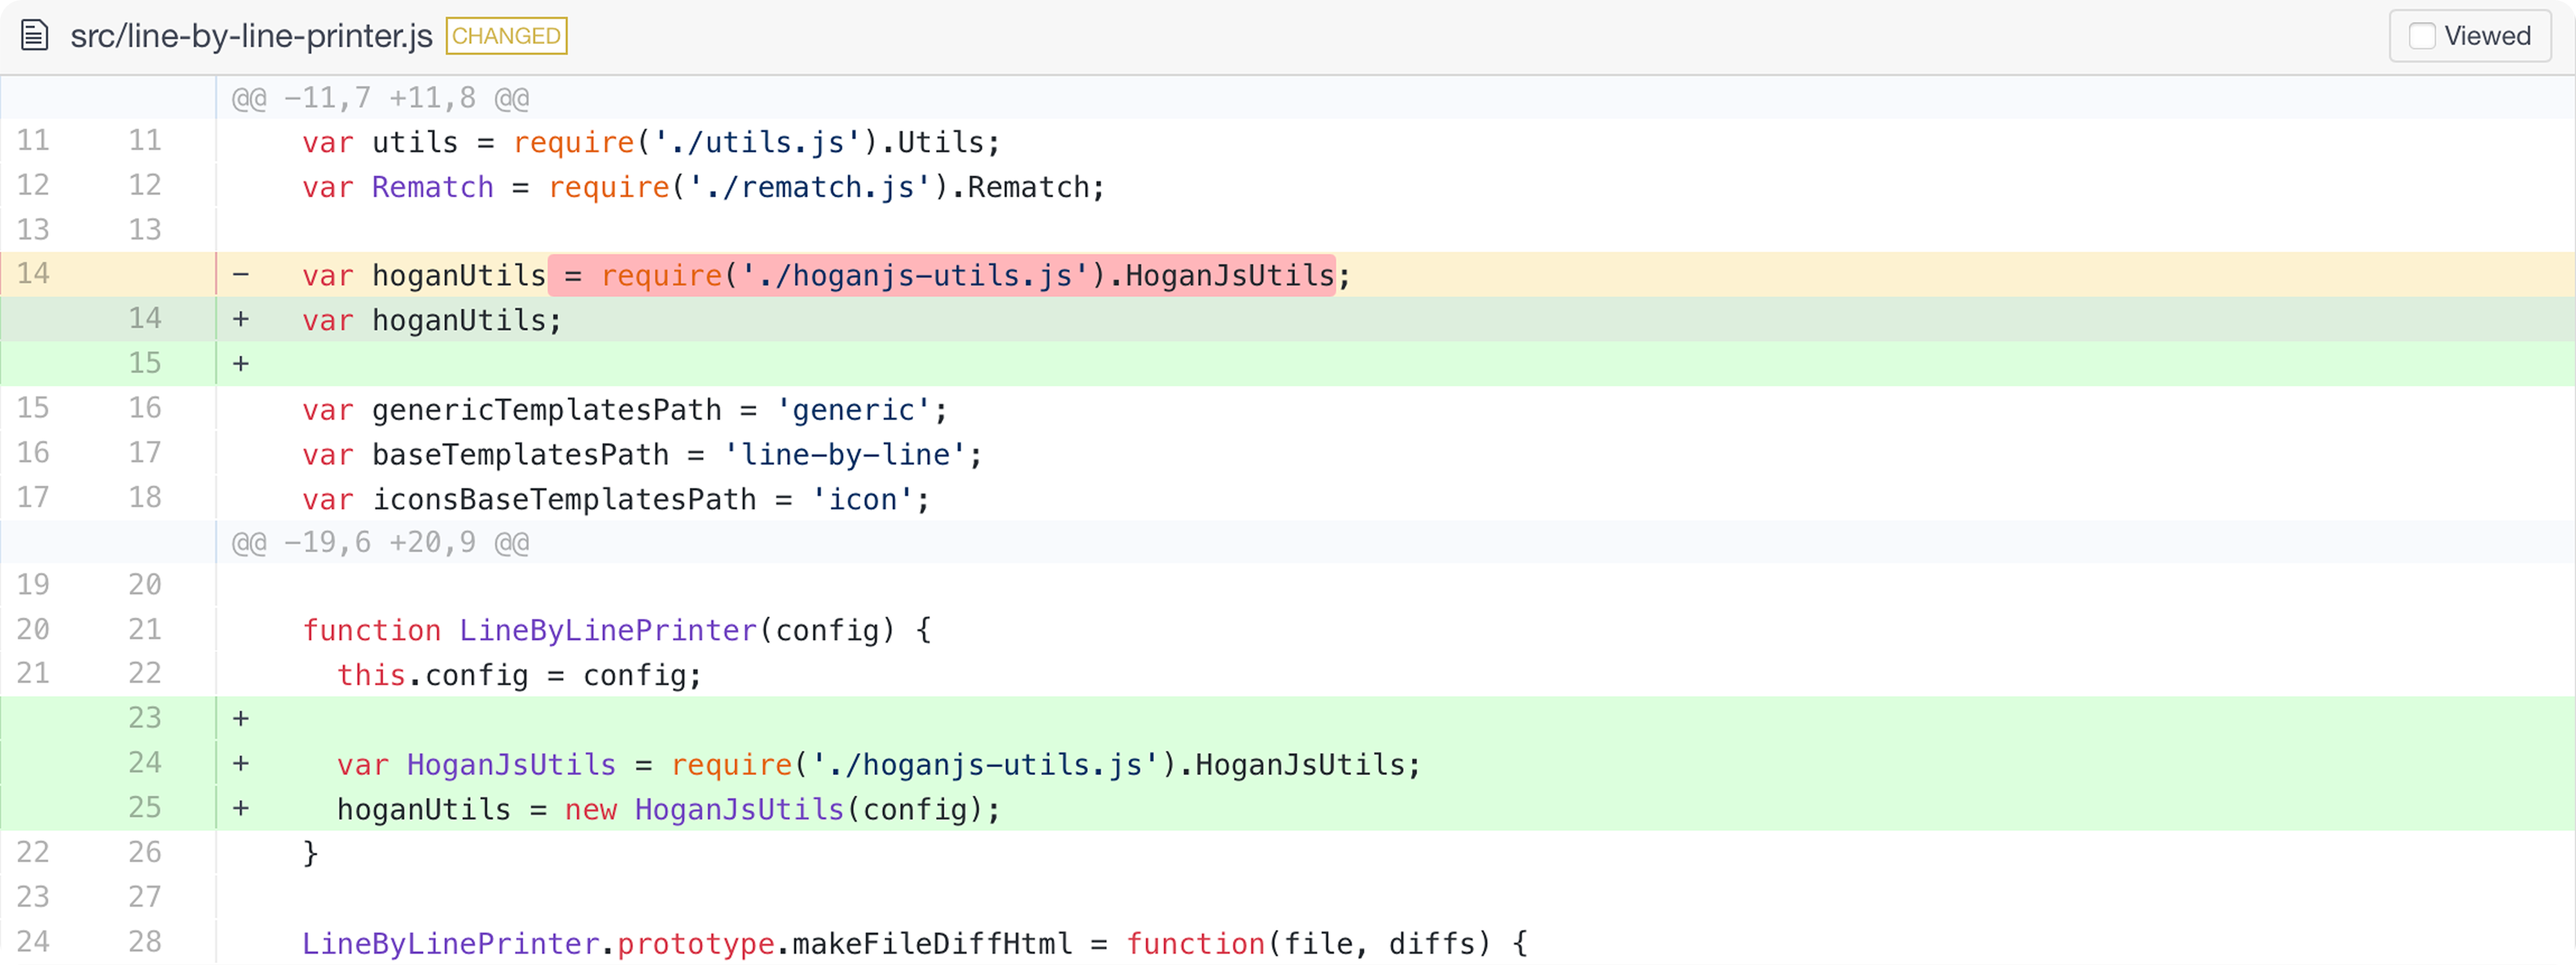 src/line-by-line-printer.js CHANGED Viewed
@@ -11,7 +11,8 @@
11 11 var utils = require('./utils.js').Utils;
12 12 var Rematch = require('./rematch.js').Rematch;
13 13
14 - var hoganUtils = require('./hoganjs-utils.js').HoganJsUtils;
14 + var hoganUtils;
15 +
15 16 var genericTemplatesPath = 'generic';
16 17 var baseTemplatesPath = 'line-by-line';
17 18 var iconsBaseTemplatesPath = 'icon';
@@ -19,6 +20,9 @@
19 20
20 21 function LineByLinePrinter(config) {
21 22 this.config = config;
23 +
24 + var HoganJsUtils = require('./hoganjs-utils.js').HoganJsUtils;
25 + hoganUtils = new HoganJsUtils(config);
22 26 }
23 27
24 28 LineByLinePrinter.prototype.makeFileDiffHtml = function(file, diffs) {